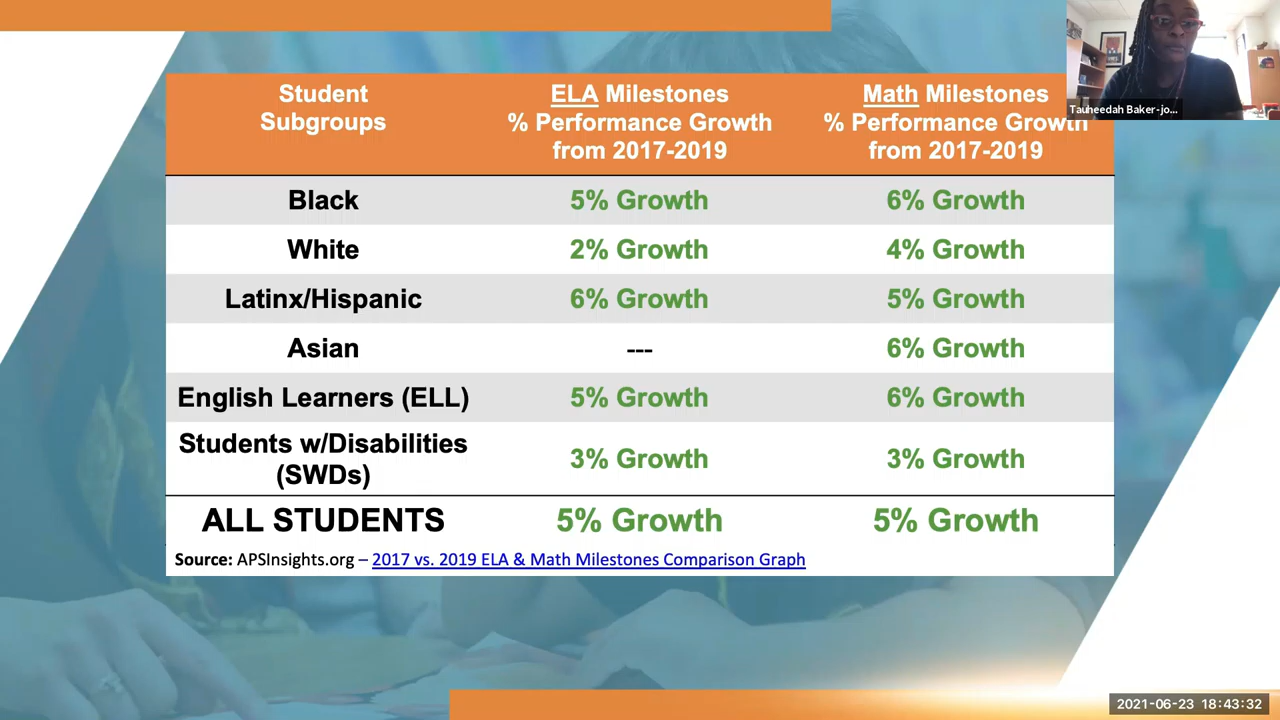 Student
Subgroups
ELA Milestones
% Performance Growth
from 2017-2019
Math Milestones
% Performance Growth
from 2017-2019
Tauheedah Baker-jo...
Black 5% Growth 6% Growth
White 2% Growth 4% Growth
Latinx/Hispanic 6% Growth 5% Growth
Asian --- 6% Growth
English Learners (ELL) 5% Growth 6% Growth
Students w/Disabilities
(SWDs) 3% Growth 3% Growth
ALL STUDENTS 5% Growth 5% Growth
Source: APSInsights.org – 2017 vs. 2019 ELA & Math Milestones Comparison Graph
2021-06-23 18:43:32